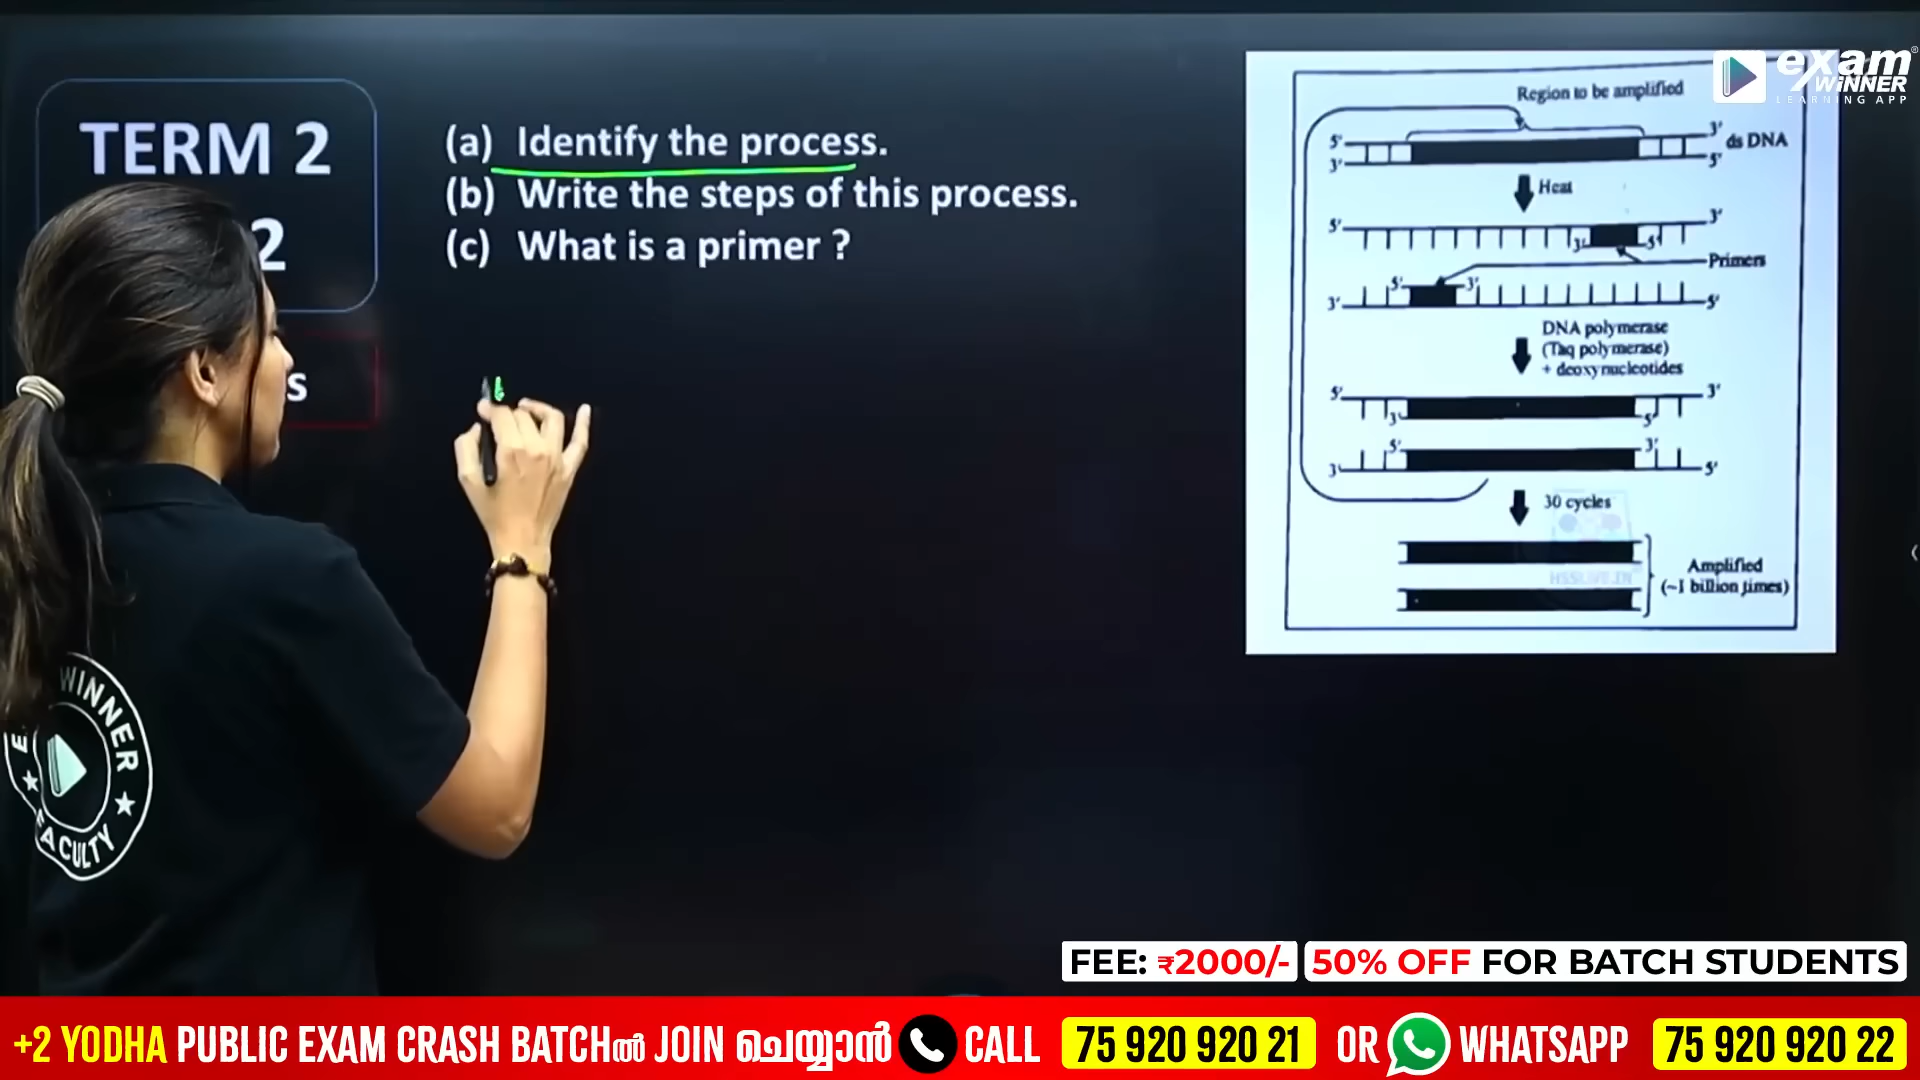 TERM 2
2
s
(a) Identify the process.
(b) Write the steps of this process.
(c) What is a primer ?
exam
WINNER
LEARNING APP
Region to be amplified
5' 3' ds DNA
3' 5'
Heat
5' 3'
3' 5'
Primers
5' 3'
3' 5'
DNA polymerase
(Taq polymerase)
+ deoxynucleotides
5' 3'
3' 5'
5' 3'
3' 5'
30 cycles
Amplified
(~1 billion times)
E WINNER
FACULTY
FEE: ₹2000/- 50% OFF FOR BATCH STUDENTS
+2 YODHA PUBLIC EXAM CRASH BATCHൽ JOIN ചെയ്യാൻ CALL 75 920 920 21 OR WHATSAPP 75 920 920 22